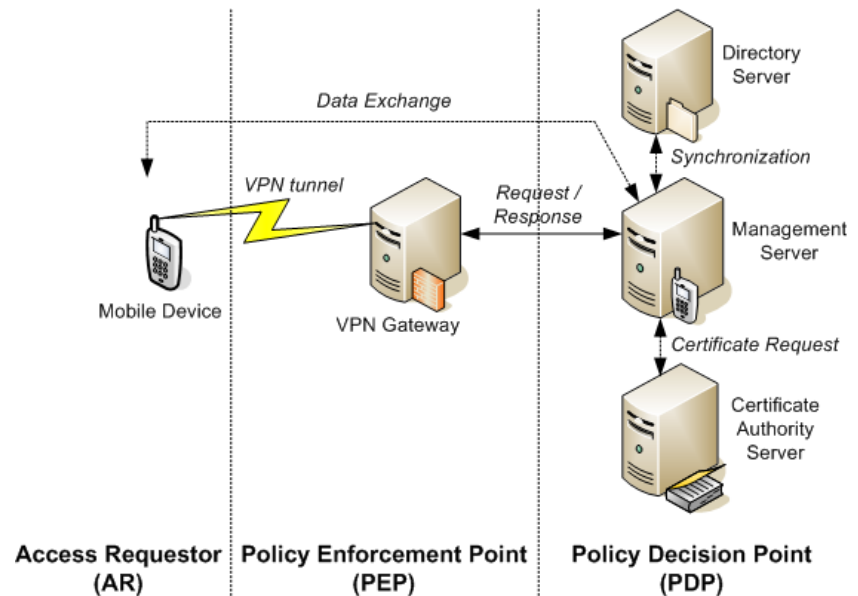 Directory
Server
Data Exchange
Synchronization
VPN tunnel
Request /
Response
Management
Server
Mobile Device
VPN Gateway
Certificate Request
Certificate
Authority
Server
Access Requestor
(AR)
Policy Enforcement Point
(PEP)
Policy Decision Point
(PDP)